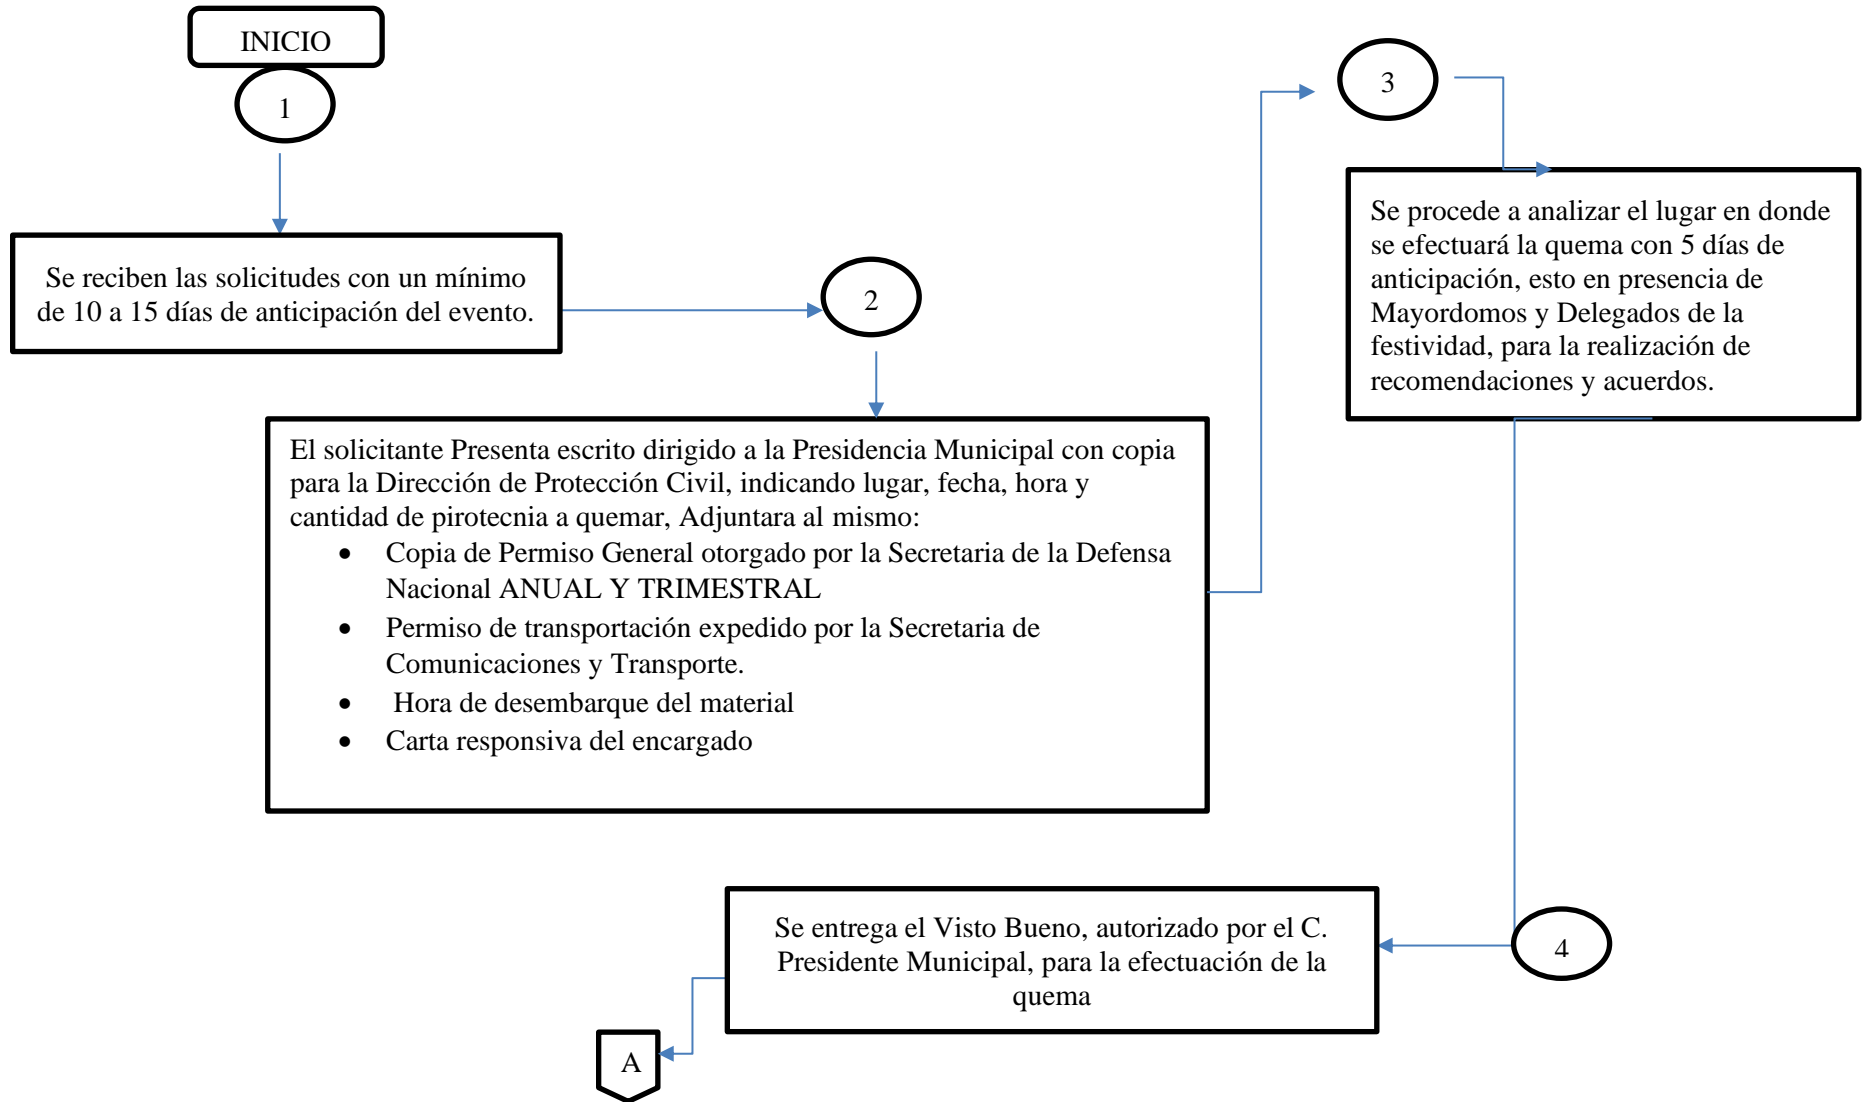 INICIO
1
Se reciben las solicitudes con un mínimo
de 10 a 15 días de anticipación del evento.
2
El solicitante Presenta escrito dirigido a la Presidencia Municipal con copia
para la Dirección de Protección Civil, indicando lugar, fecha, hora y
cantidad de pirotecnia a quemar, Adjuntara al mismo:
• Copia de Permiso General otorgado por la Secretaria de la Defensa
Nacional ANUAL Y TRIMESTRAL
• Permiso de transportación expedido por la Secretaria de
Comunicaciones y Transporte.
• Hora de desembarque del material
• Carta responsiva del encargado
3
Se procede a analizar el lugar en donde
se efectuará la quema con 5 días de
anticipación, esto en presencia de
Mayordomos y Delegados de la
festividad, para la realización de
recomendaciones y acuerdos.
4
Se entrega el Visto Bueno, autorizado por el C.
Presidente Municipal, para la efectuación de la
quema
A